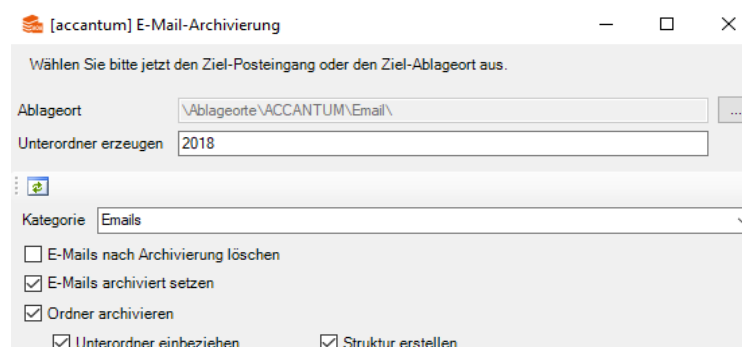 [accantum] E-Mail-Archivierung
Wählen Sie bitte jetzt den Ziel-Posteingang oder den Ziel-Ablageort aus.
Ablageort \Ablageorte\ACCANTUM\Email\ ...
Unterordner erzeugen 2018
Kategorie Emails
E-Mails nach Archivierung löschen
E-Mails archiviert setzen
Ordner archivieren
Unterordner einbeziehen Struktur erstellen